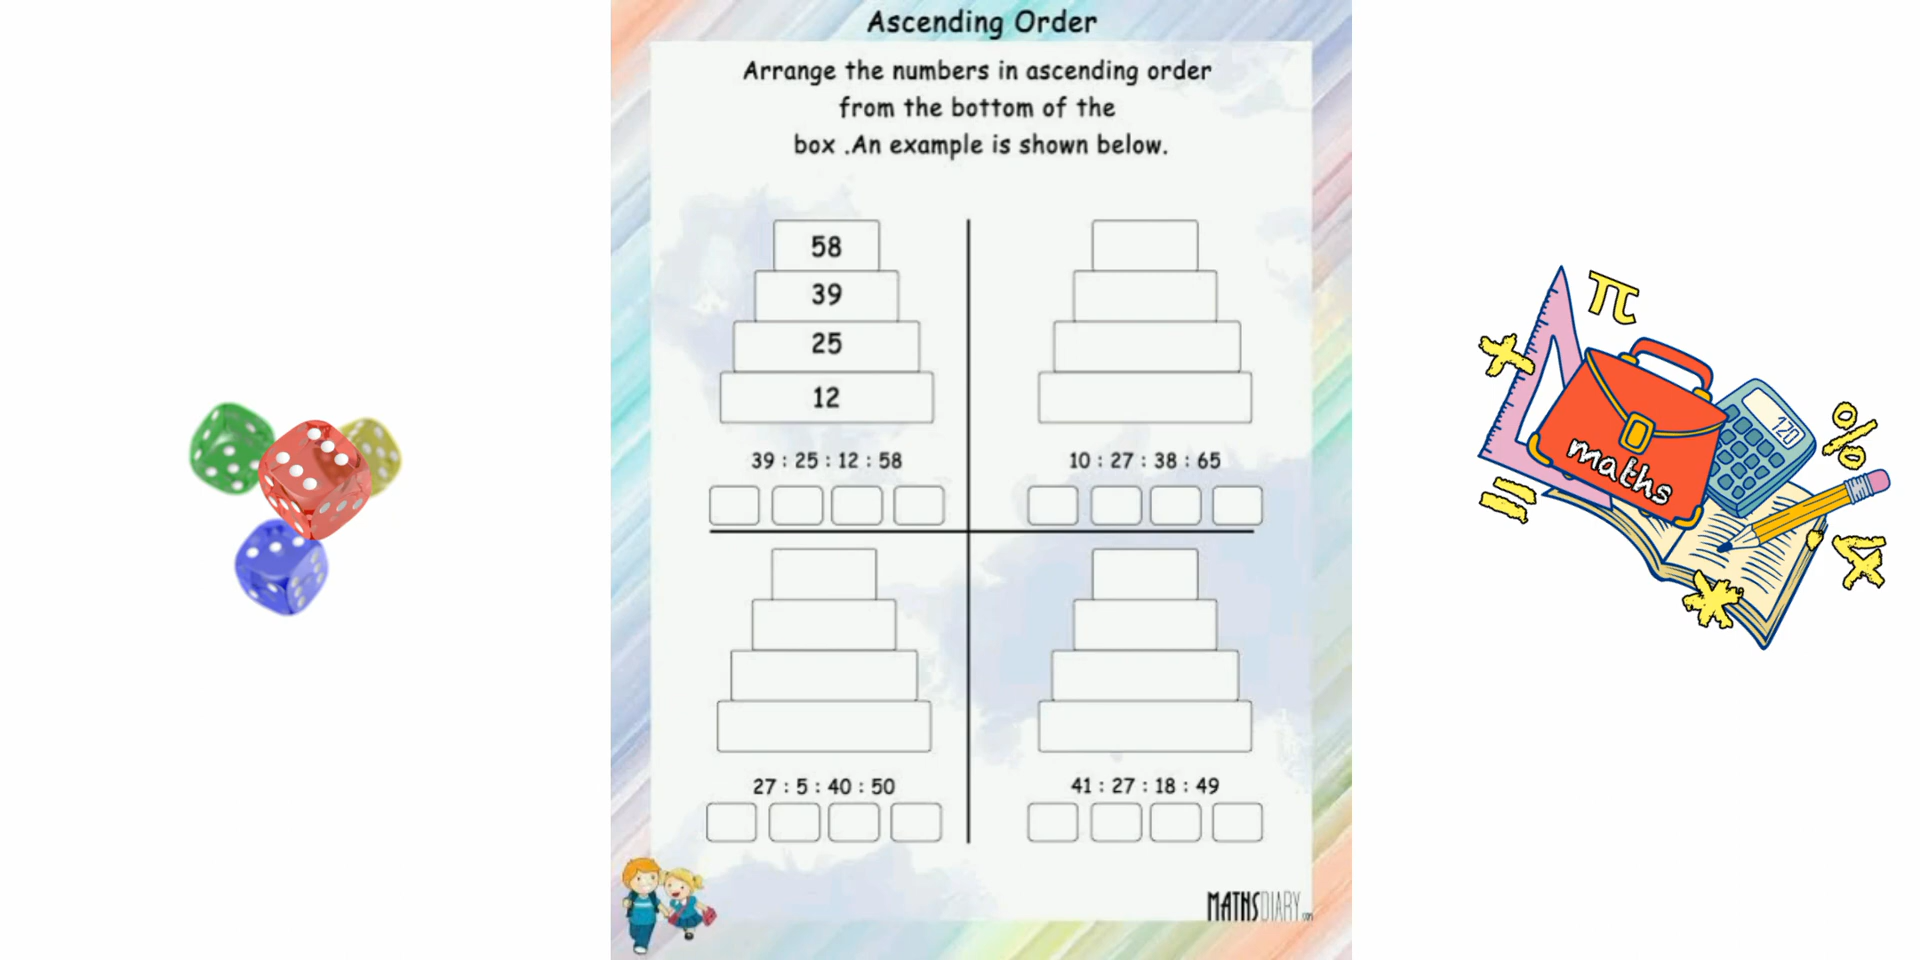 Ascending Order
Arrange the numbers in ascending order
from the bottom of the
box .An example is shown below.
58
39
25
12
39 : 25 : 12 : 58
10 : 27 : 38 : 65
27 : 5 : 40 : 50
41 : 27 : 18 : 49
MATHSDIARY.com
π
+
maths
120
%
=
*